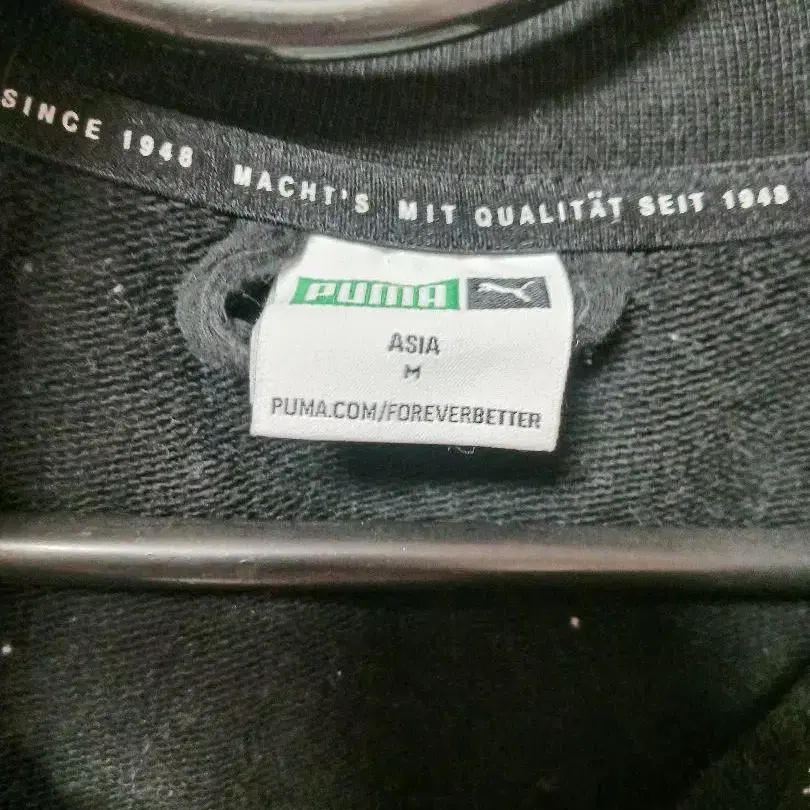 SINCE 1948 MACHT'S MIT QUALITÄT SEIT 1948
PUMA
ASIA
M
PUMA.COM/FOREVERBETTER